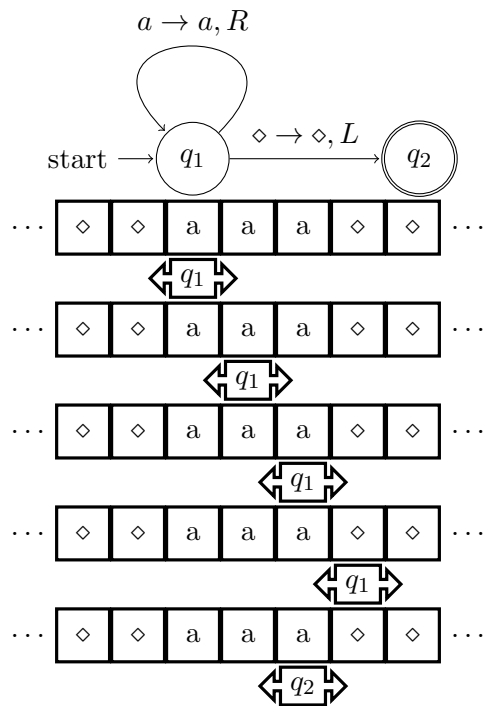 a → a, R
⋄ → ⋄, L
start q₁ q₂
⋯ ⋄ ⋄ a a a ⋄ ⋄ ⋯
q₁
⋯ ⋄ ⋄ a a a ⋄ ⋄ ⋯
q₁
⋯ ⋄ ⋄ a a a ⋄ ⋄ ⋯
q₁
⋯ ⋄ ⋄ a a a ⋄ ⋄ ⋯
q₁
⋯ ⋄ ⋄ a a a ⋄ ⋄ ⋯
q₂